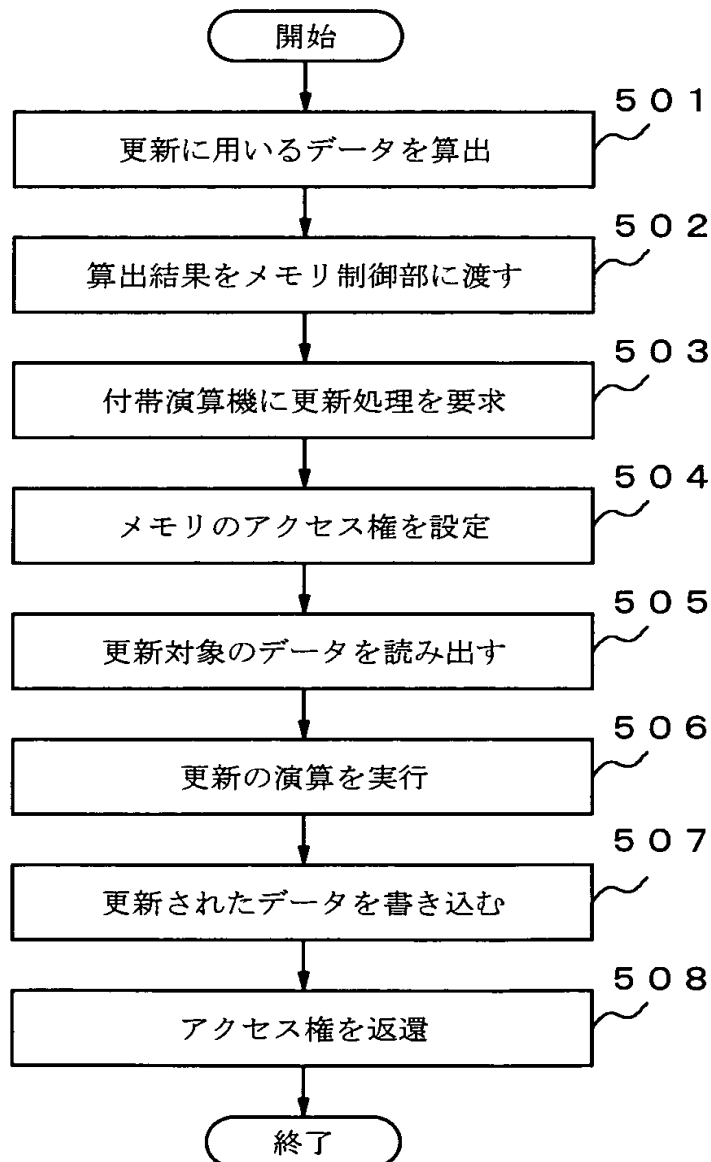 開始
５０１
更新に用いるデータを算出
５０２
算出結果をメモリ制御部に渡す
５０３
付帯演算機に更新処理を要求
５０４
メモリのアクセス権を設定
５０５
更新対象のデータを読み出す
５０６
更新の演算を実行
５０７
更新されたデータを書き込む
５０８
アクセス権を返還
終了